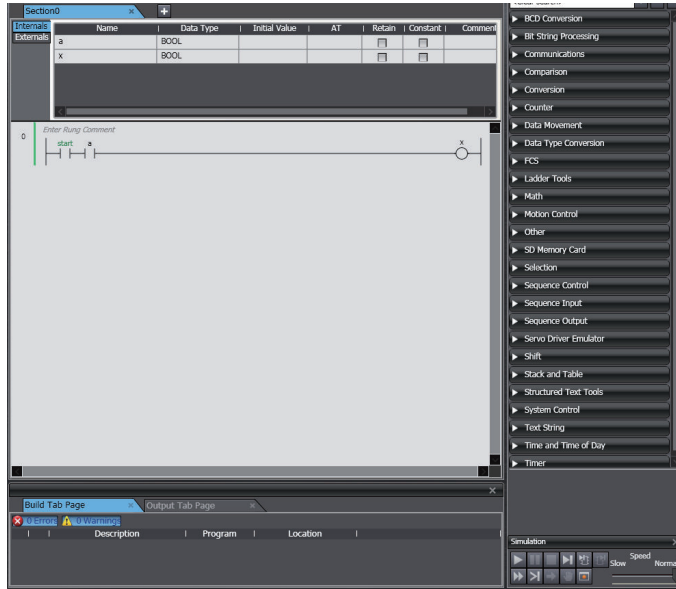 Section0 × +
Internals
Externals
Name Data Type Initial Value AT Retain Constant Comment
a BOOL
x BOOL
0 Enter Rung Comment
start a x
BCD Conversion
Bit String Processing
Communications
Comparison
Conversion
Counter
Data Movement
Data Type Conversion
FCS
Ladder Tools
Math
Motion Control
Other
SD Memory Card
Selection
Sequence Control
Sequence Input
Sequence Output
Servo Driver Emulator
Shift
Stack and Table
Structured Text Tools
System Control
Text String
Time and Time of Day
Timer
Build Tab Page × Output Tab Page ×
0 Errors 0 Warnings
Description Program Location
Simulation
Speed
Slow Norma